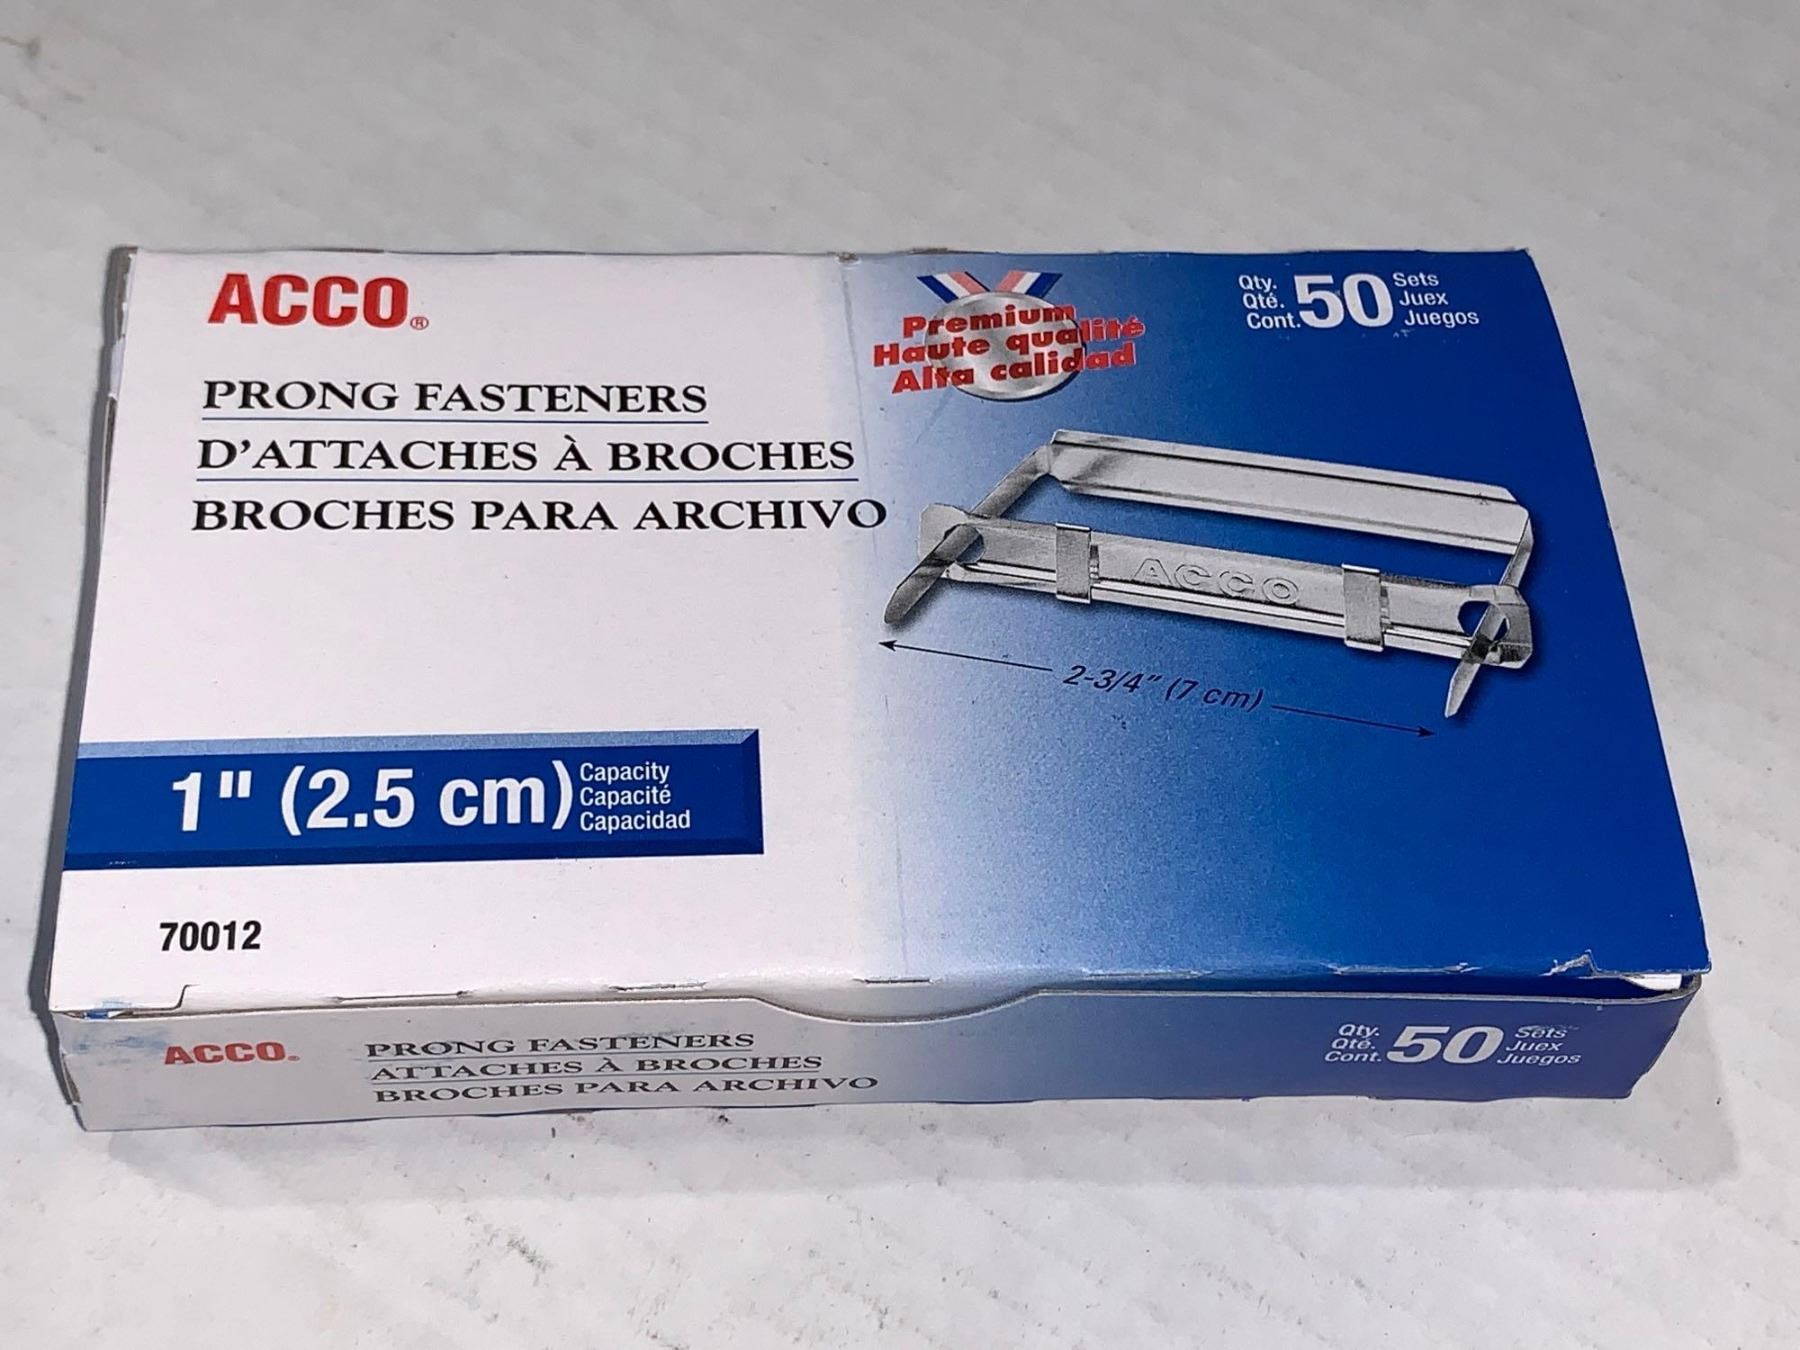 ACCO®
PRONG FASTENERS
D'ATTACHES À BROCHES
BROCHES PARA ARCHIVO
Premium
Haute qualité
Alta calidad
Qty. Qté. Cont. 50 Sets Juex Juegos
ACCO
2-3/4" (7 cm)
1" (2.5 cm) Capacity Capacité Capacidad
70012
ACCO®
PRONG FASTENERS
ATTACHES À BROCHES
BROCHES PARA ARCHIVO
Qty. Qté. Cont. 50 Sets Juex Juegos